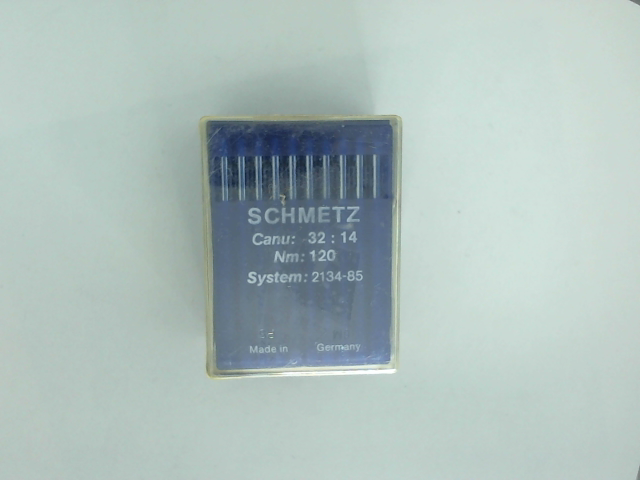 SCHMETZ
Canu: 32 : 14
Nm: 120
System: 2134-85
Made in Germany